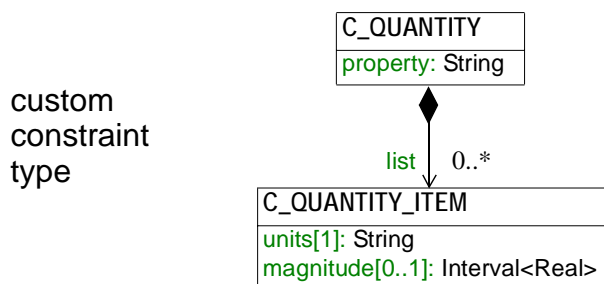 C_QUANTITY
property: String
custom
constraint
type
list 0..*
C_QUANTITY_ITEM
units[1]: String
magnitude[0..1]: Interval<Real>